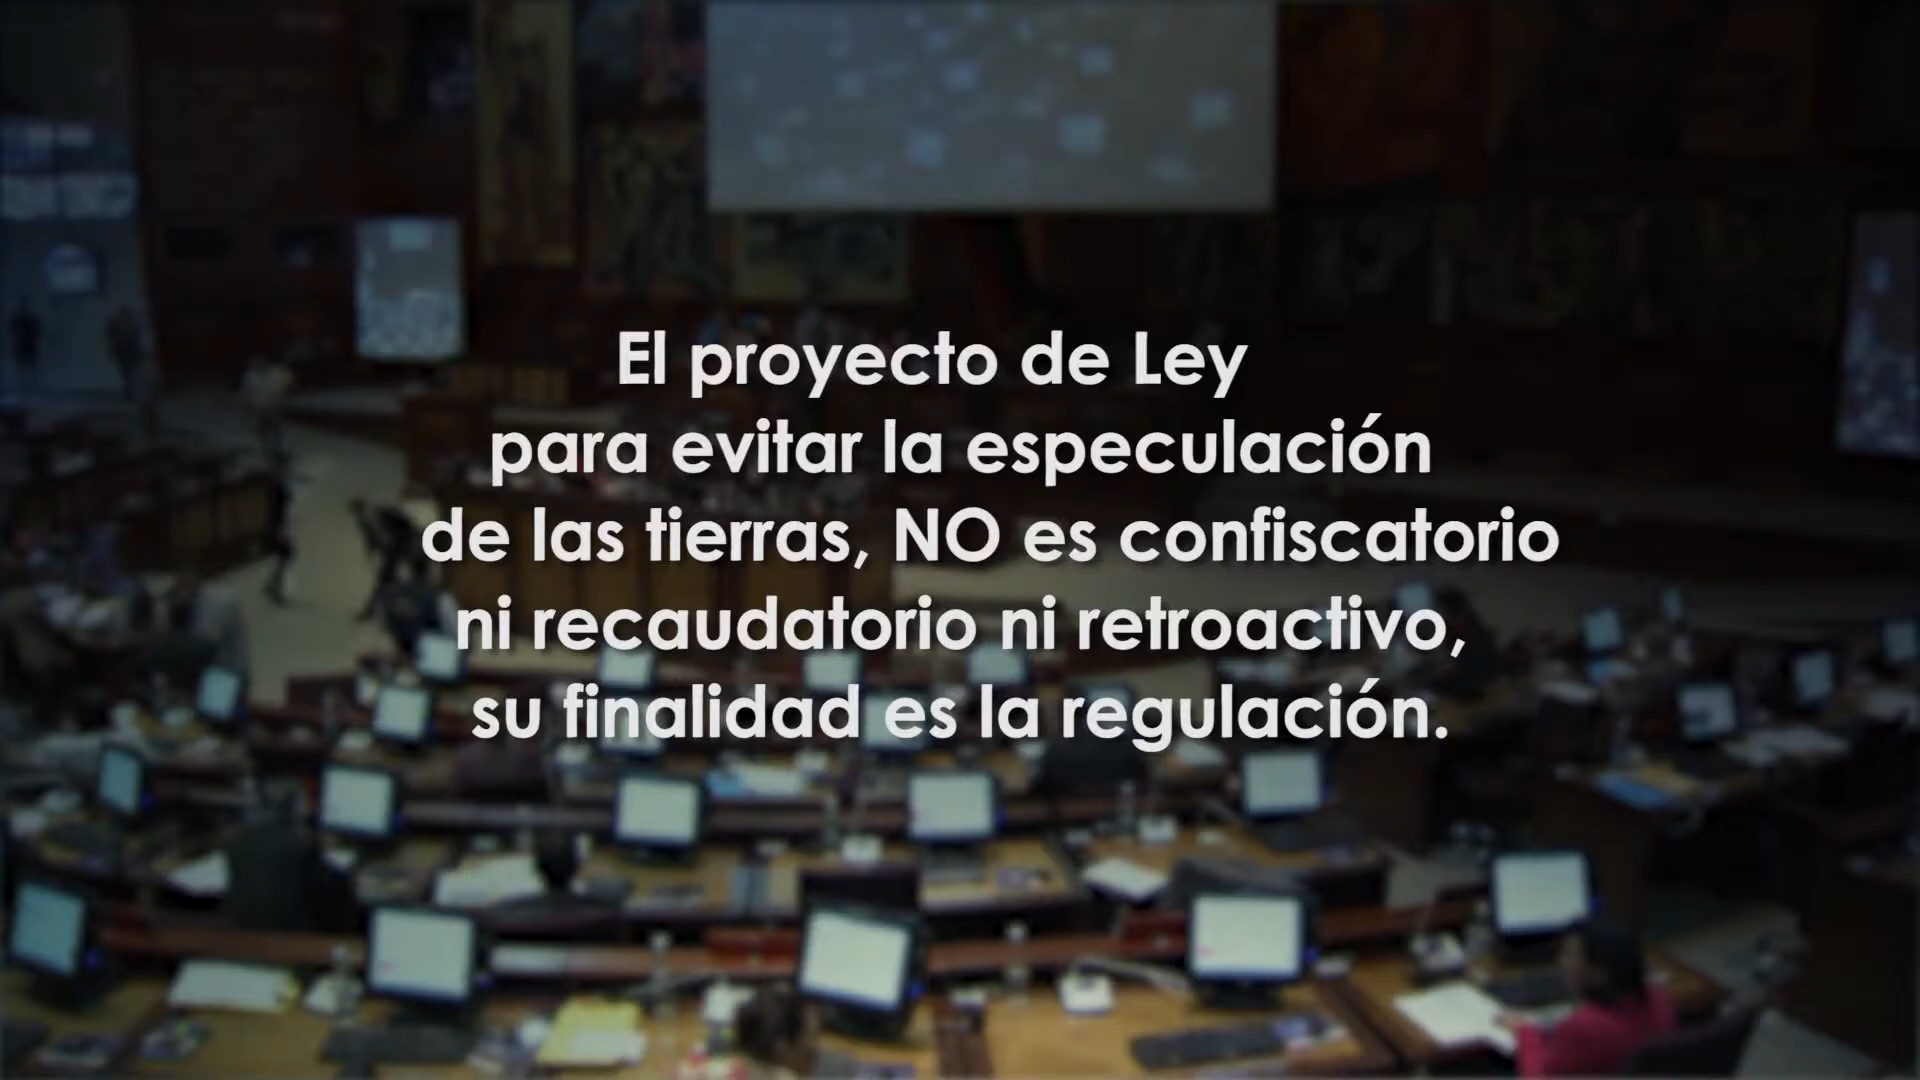 El proyecto de Ley
para evitar la especulación
de las tierras, NO es confiscatorio
ni recaudatorio ni retroactivo,
su finalidad es la regulación.